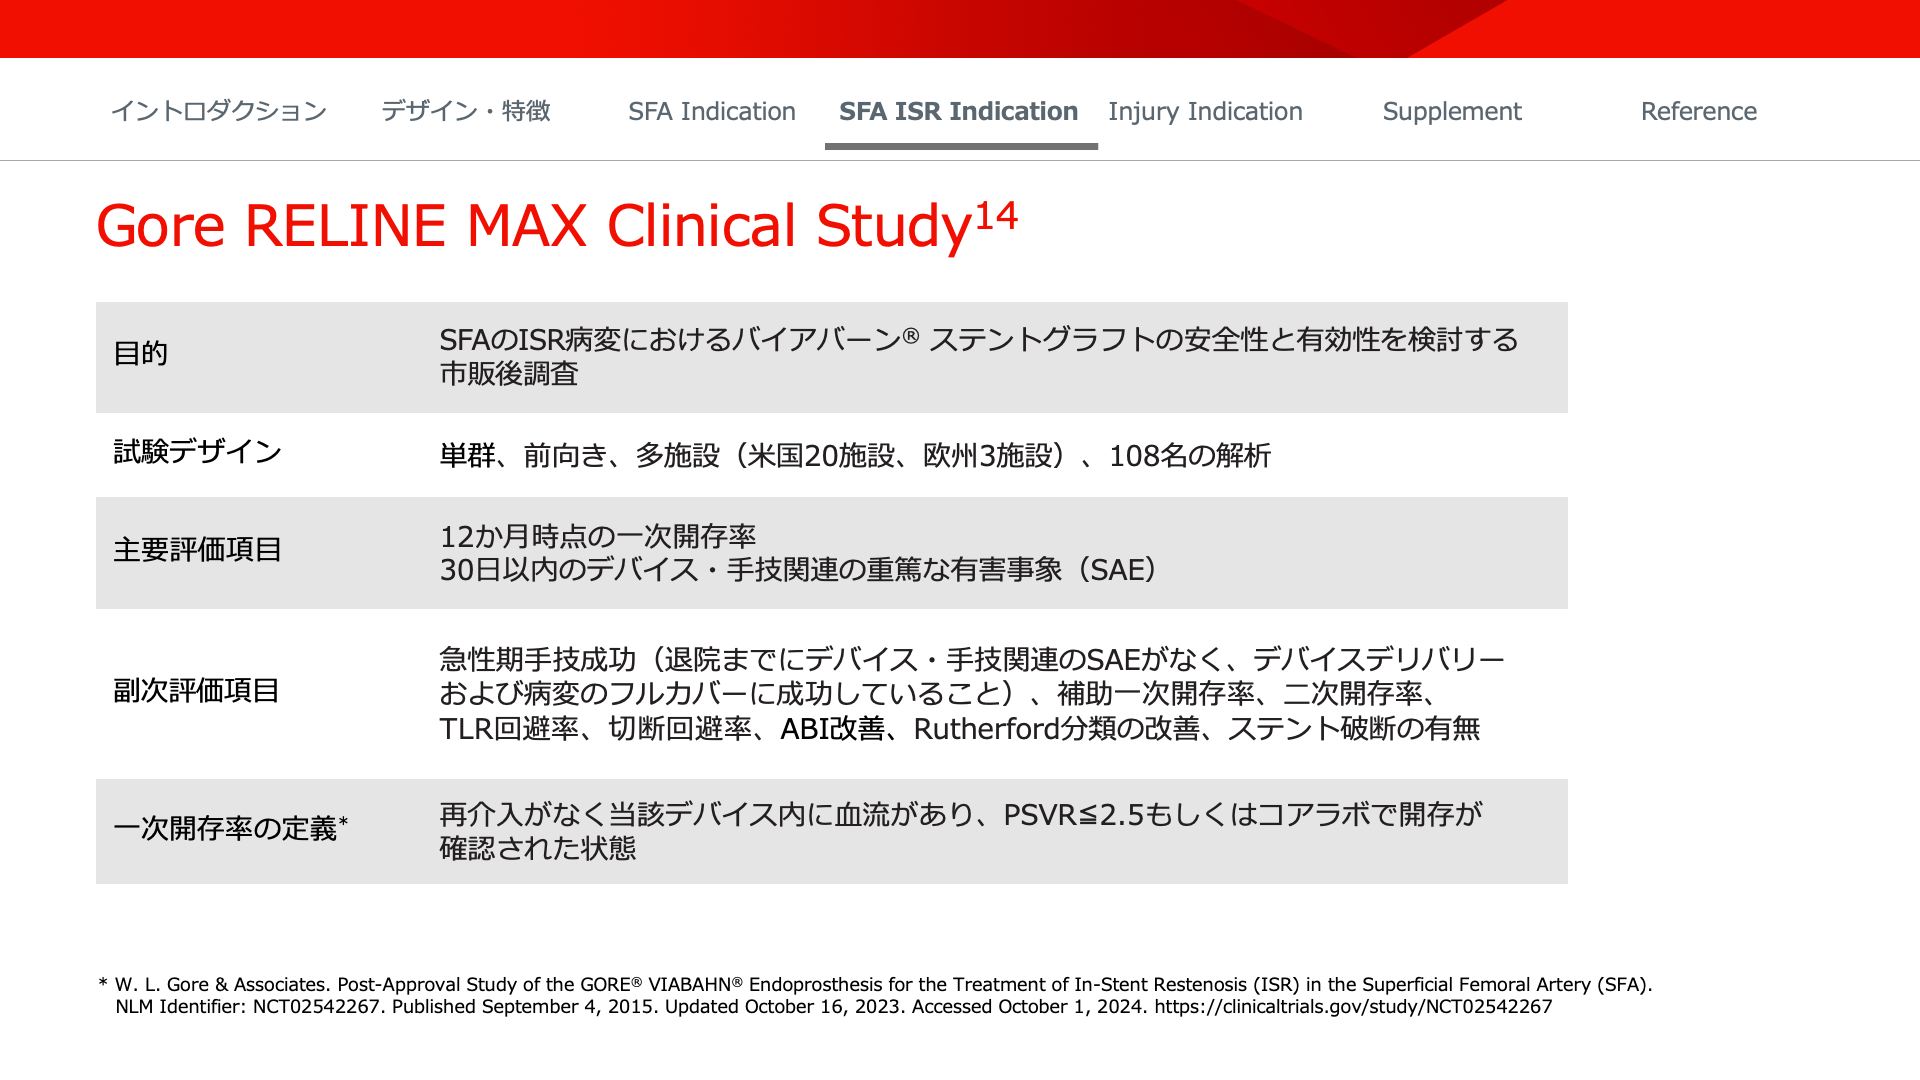 イントロダクション デザイン・特徴 SFA Indication SFA ISR Indication Injury Indication Supplement Reference
Gore RELINE MAX Clinical Study14
目的
SFAのISR病変におけるバイアバーン® ステントグラフトの安全性と有効性を検討する
市販後調査
試験デザイン
単群、前向き、多施設（米国20施設、欧州3施設）、108名の解析
主要評価項目
12か月時点の一次開存率
30日以内のデバイス・手技関連の重篤な有害事象（SAE）
副次評価項目
急性期手技成功（退院までにデバイス・手技関連のSAEがなく、デバイスデリバリー
および病変のフルカバーに成功していること）、補助一次開存率、二次開存率、
TLR回避率、切断回避率、ABI改善、Rutherford分類の改善、ステント破断の有無
一次開存率の定義*
再介入がなく当該デバイス内に血流があり、PSVR≦2.5もしくはコアラボで開存が
確認された状態
* W. L. Gore & Associates. Post-Approval Study of the GORE® VIABAHN® Endoprosthesis for the Treatment of In-Stent Restenosis (ISR) in the Superficial Femoral Artery (SFA).
NLM Identifier: NCT02542267. Published September 4, 2015. Updated October 16, 2023. Accessed October 1, 2024. https://clinicaltrials.gov/study/NCT02542267